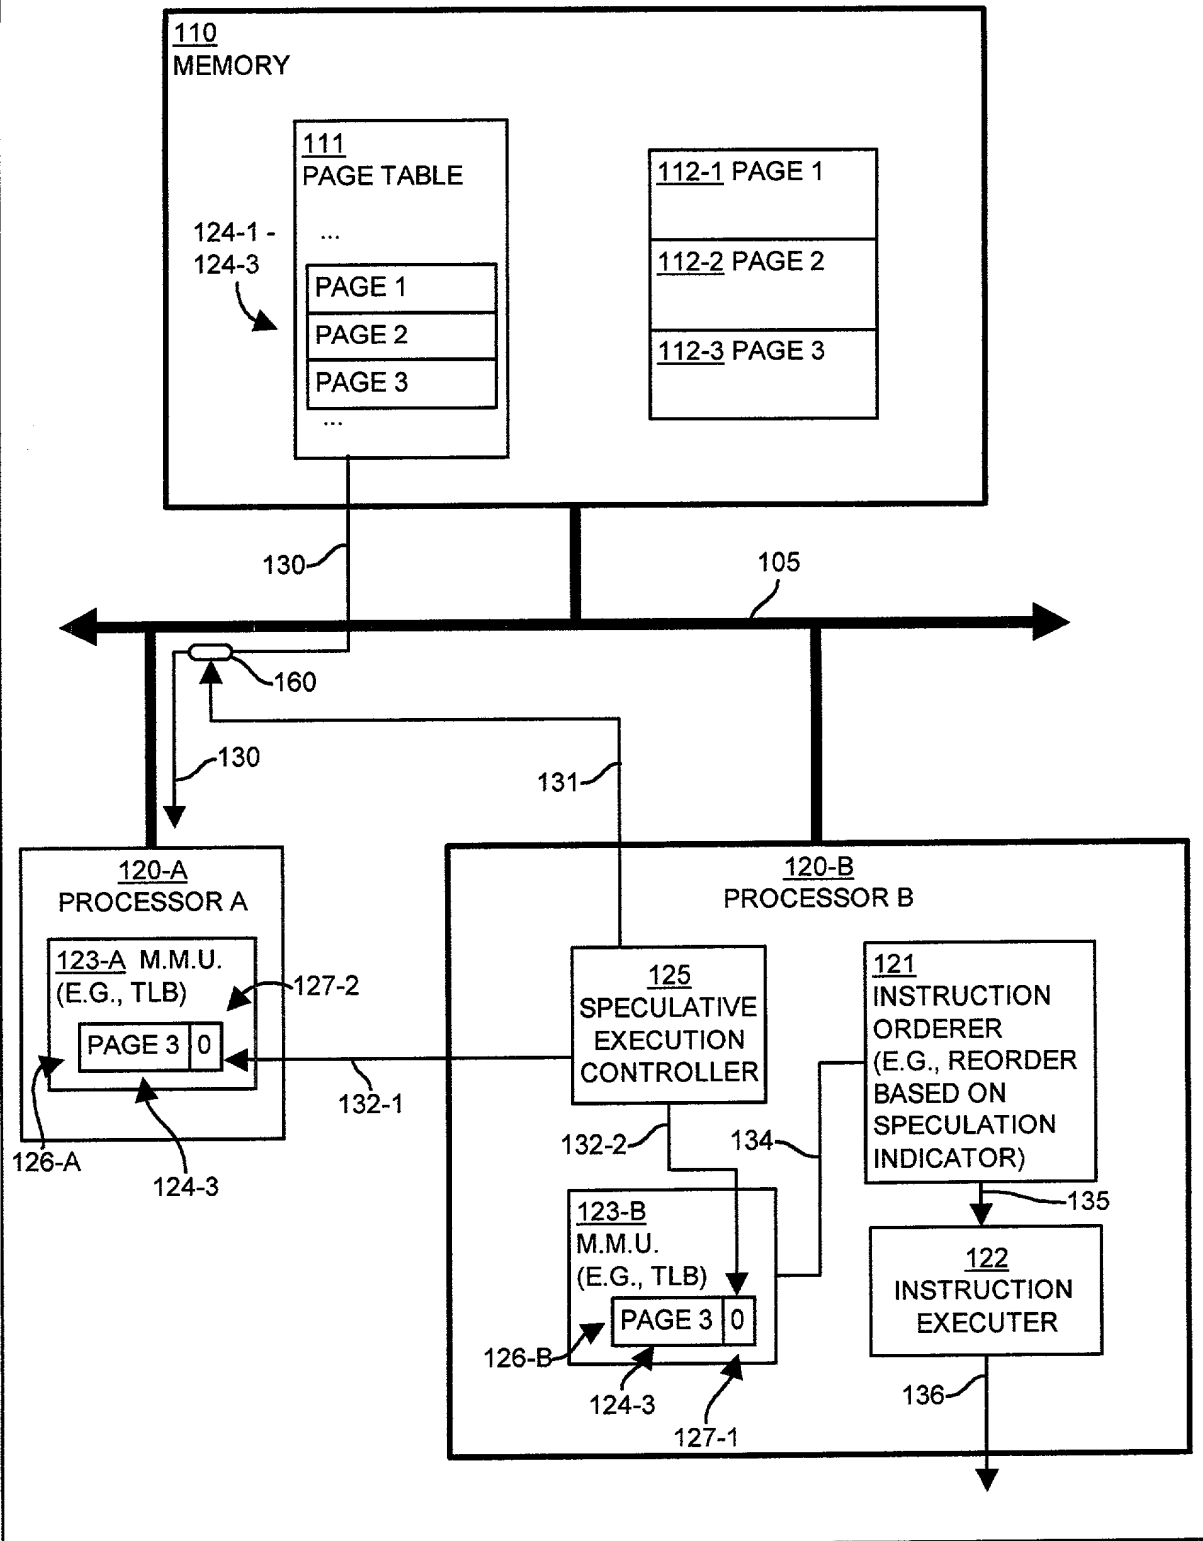 110
MEMORY
111
PAGE TABLE
...
124-1 -
124-3
PAGE 1
PAGE 2
PAGE 3
...
112-1 PAGE 1
112-2 PAGE 2
112-3 PAGE 3
130
105
160
130
131
120-A
PROCESSOR A
123-A M.M.U.
(E.G., TLB)
127-2
PAGE 3 0
126-A
124-3
132-1
120-B
PROCESSOR B
125
SPECULATIVE
EXECUTION
CONTROLLER
132-2
134
121
INSTRUCTION
ORDERER
(E.G., REORDER
BASED ON
SPECULATION
INDICATOR)
135
123-B
M.M.U.
(E.G., TLB)
PAGE 3 0
126-B
124-3
127-1
122
INSTRUCTION
EXECUTER
136